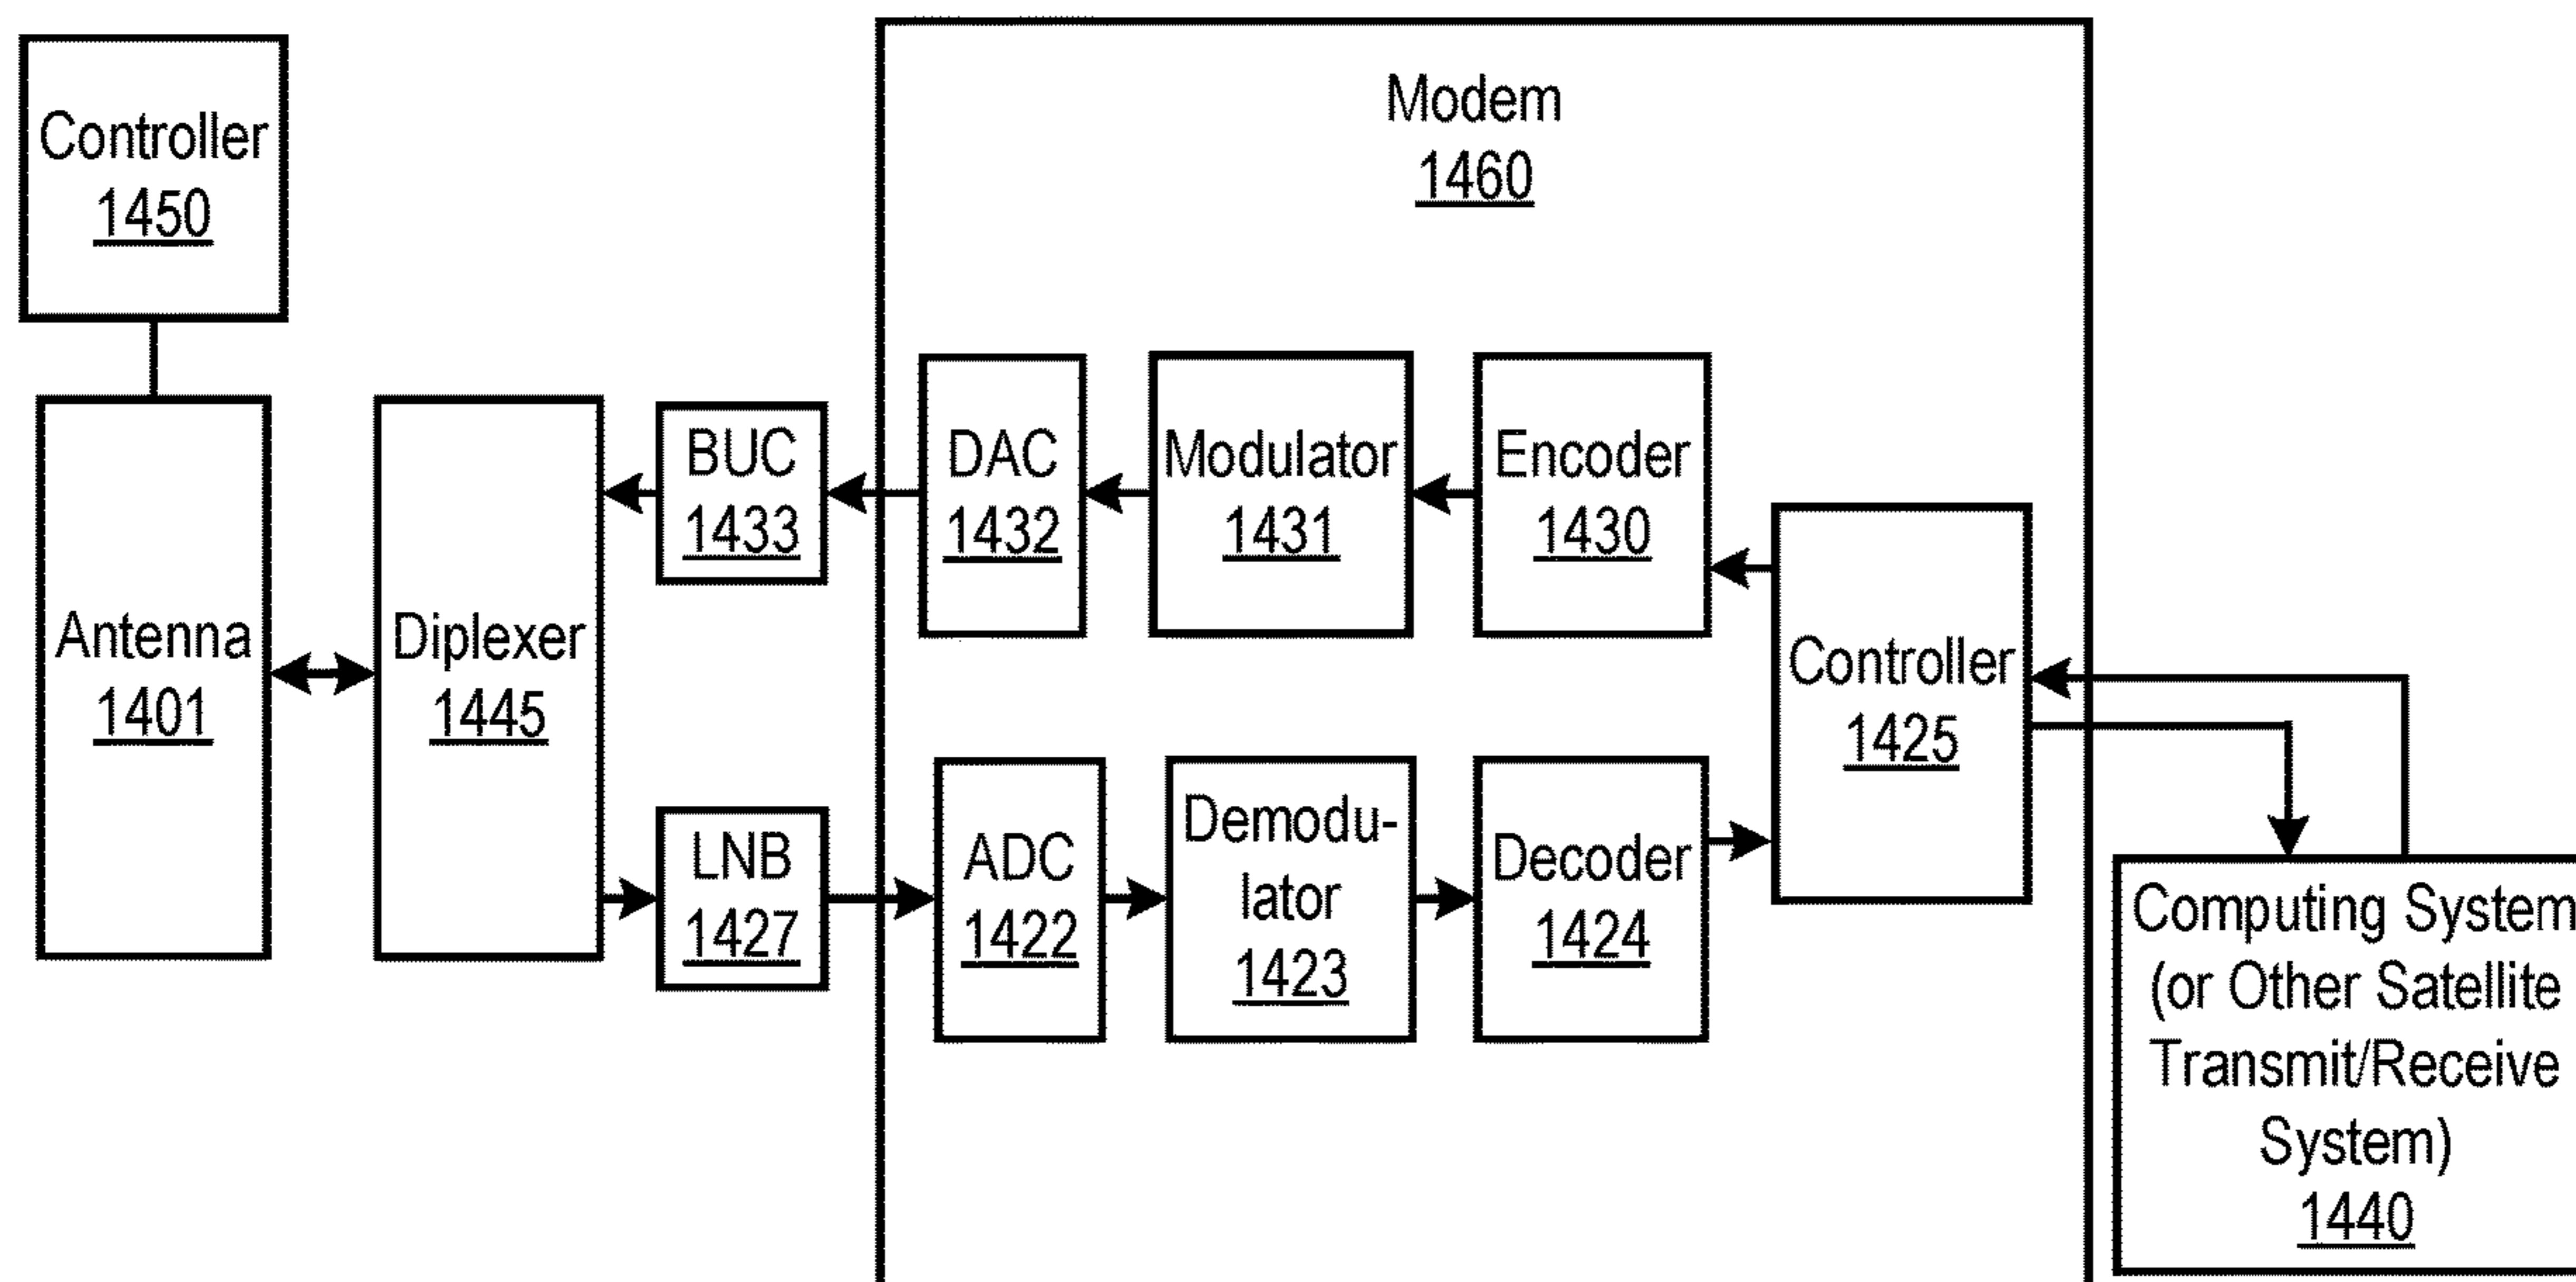 Controller
1450
Modem
1460
Antenna
1401
Diplexer
1445
BUC
1433
DAC
1432
Modulator
1431
Encoder
1430
Controller
1425
LNB
1427
ADC
1422
Demodu-
lator
1423
Decoder
1424
Computing System
(or Other Satellite
Transmit/Receive
System)
1440